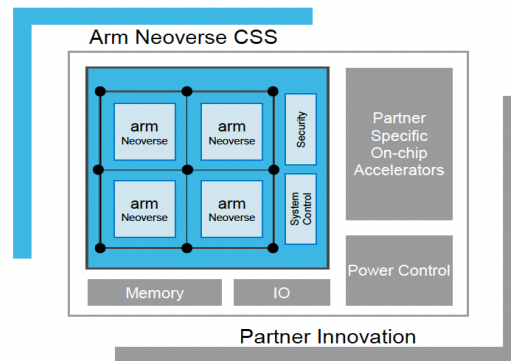 Arm Neoverse CSS
arm
Neoverse
arm
Neoverse
Security
arm
Neoverse
arm
Neoverse
System
Control
Partner
Specific
On-chip
Accelerators
Power Control
Memory
IO
Partner Innovation